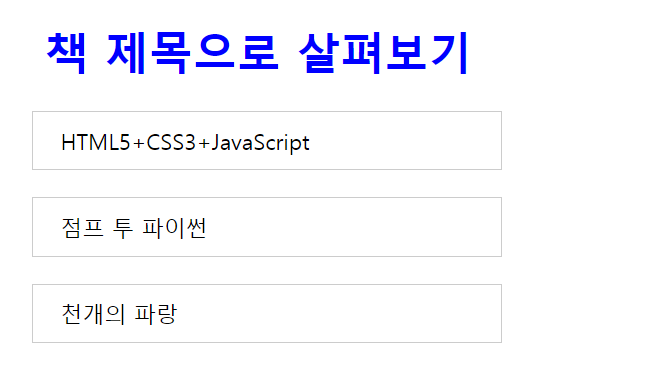 책 제목으로 살펴보기
HTML5+CSS3+JavaScript
점프 투 파이썬
천개의 파랑